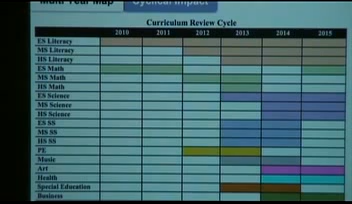 Multi Year Map Cyclical Impact
Curriculum Review Cycle
2010 2011 2012 2013 2014 2015
ES Literacy
MS Literacy
HS Literacy
ES Math
MS Math
HS Math
ES Science
MS Science
HS Science
ES SS
MS SS
HS SS
PE
Music
Art
Health
Special Education
Business